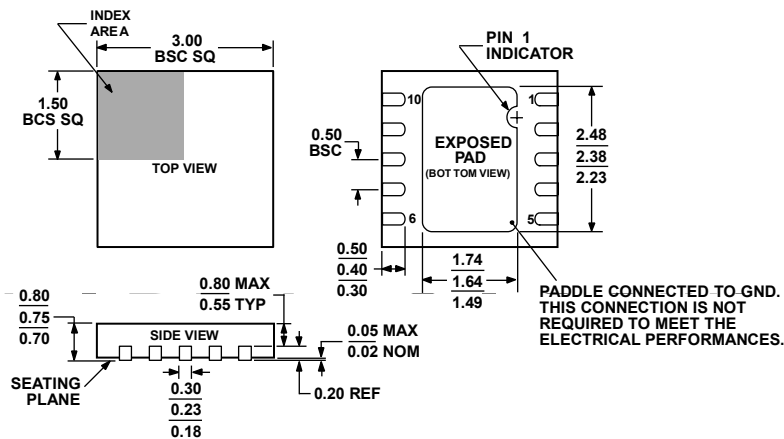 INDEX
AREA
3.00
BSC SQ
1.50
BCS SQ
TOP VIEW
PIN 1
INDICATOR
10
1
0.50
BSC
EXPOSED
PAD
(BOT TOM VIEW)
2.48
2.38
2.23
6
5
0.50
0.40
0.30
1.74
1.64
1.49
PADDLE CONNECTED TO GND.
THIS CONNECTION IS NOT
REQUIRED TO MEET THE
ELECTRICAL PERFORMANCES.
0.80
0.75
0.70
0.80 MAX
0.55 TYP
SIDE VIEW
0.05 MAX
0.02 NOM
SEATING
PLANE
0.30
0.23
0.18
0.20 REF